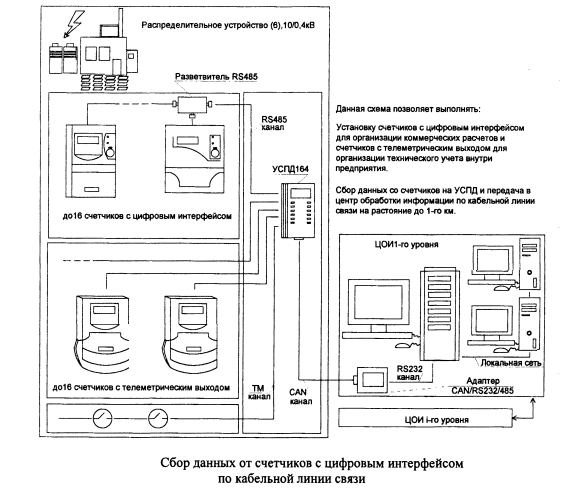 Распределительное устройство (6),10/0,4кВ
Разветвитель RS485
RS485
канал
УСПД164
до16 счетчиков с цифровым интерфейсом
до16 счетчиков с телеметрическим выходом
ТМ
канал
CAN
канал
Данная схема позволяет выполнять:
Установку счетчиков с цифровым интерфейсом
для организации коммерческих расчетов и
счетчиков с телеметрическим выходом для
организации технического учета внутри
предприятия.
Сбор данных со счетчиков на УСПД и передача в
центр обработки информации по кабельной линии
связи на растояние до 1-го км.
ЦОИ1-го уровня
RS232
канал
Локальная сеть
Адаптер
CAN/RS232/485
ЦОИ i-го уровня
Сбор данных от счетчиков с цифровым интерфейсом
по кабельной линии связи